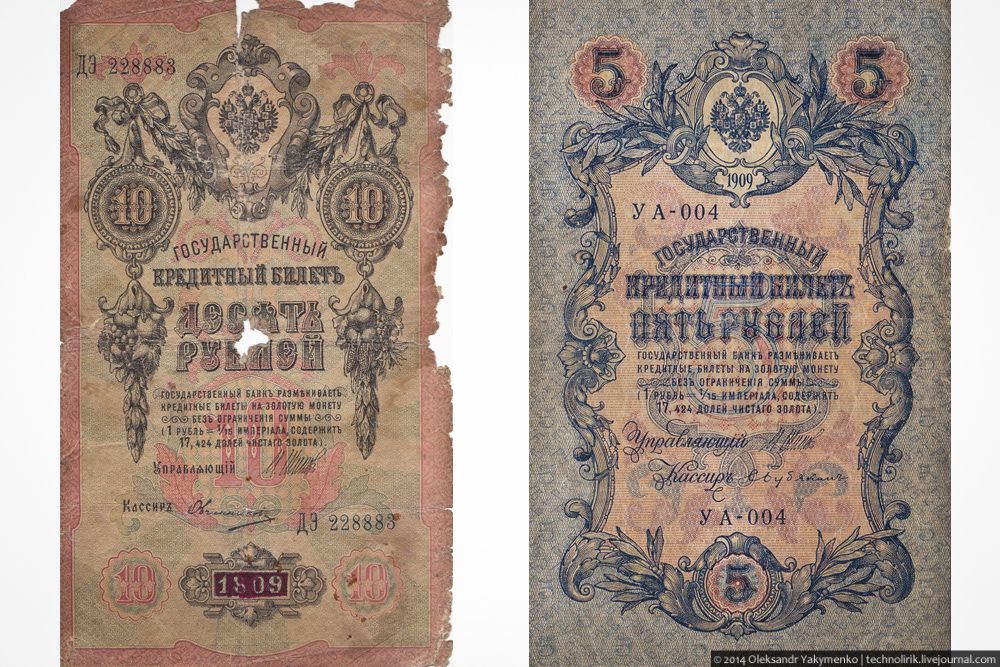 ДЭ 228883
10 10
ГОСУДАРСТВЕННЫЙ
КРЕДИТНЫЙ БИЛЕТЪ
ДЕСЯТЬ
РУБЛЕЙ
ГОСУДАРСТВЕННЫЙ БАНКЪ РАЗМѢНИВАЕТЪ
КРЕДИТНЫЕ БИЛЕТЫ НА ЗОЛОТУЮ МОНЕТУ
БЕЗЪ ОГРАНИЧЕНІЯ СУММЫ
(1 РУБЛЬ = 1/15 ИМПЕРІАЛА, СОДЕРЖИТЪ
17,424 ДОЛЕЙ ЧИСТАГО ЗОЛОТА).
10
Управляющій
Кассиръ
ДЭ 228883
10 1909 10
5 5
1909
УА-004
ГОСУДАРСТВЕННЫЙ
КРЕДИТНЫЙ БИЛЕТЪ
ПЯТЬ РУБЛЕЙ
ГОСУДАРСТВЕННЫЙ БАНКЪ РАЗМѢНИВАЕТЪ
КРЕДИТНЫЕ БИЛЕТЫ НА ЗОЛОТУЮ МОНЕТУ
БЕЗЪ ОГРАНИЧЕНІЯ СУММЫ
(1 РУБЛЬ = 1/15 ИМПЕРІАЛА, СОДЕРЖИТЪ
17,424 ДОЛЕЙ ЧИСТАГО ЗОЛОТА).
Управляющій
Кассиръ
УА-004
5
© 2014 Oleksandr Yakymenko | technolirik.livejournal.com